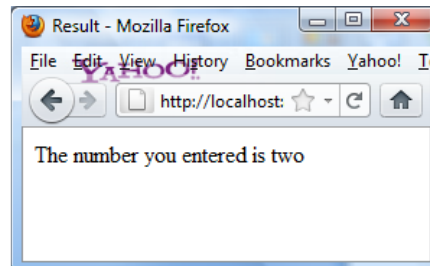 Result - Mozilla Firefox
File Edit View History Bookmarks Yahoo!
YAHOO!
http://localhost:
The number you entered is two